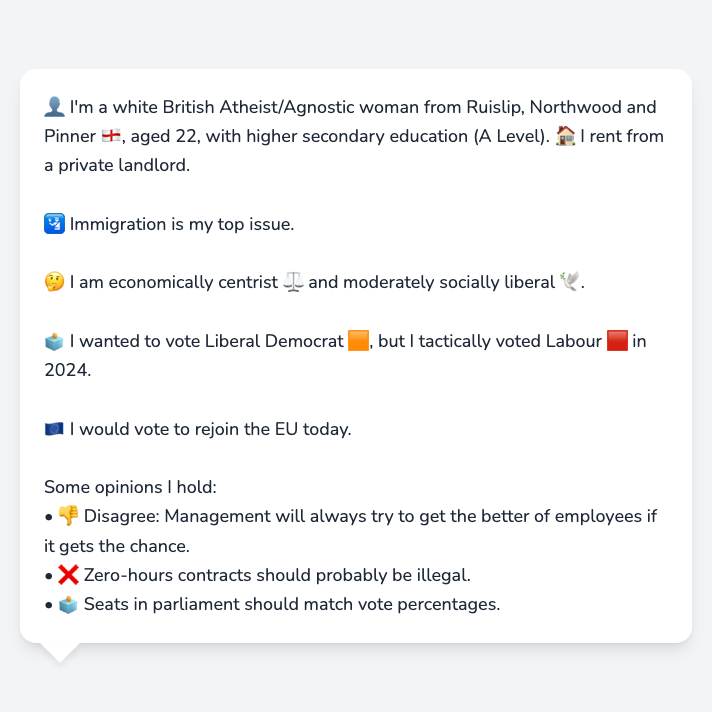 👤 I'm a white British Atheist/Agnostic woman from Ruislip, Northwood and
Pinner 🏴󠁧󠁢󠁥󠁮󠁧󠁿, aged 22, with higher secondary education (A Level). 🏠 I rent from
a private landlord.
🛂 Immigration is my top issue.
🤔 I am economically centrist ⚖️ and moderately socially liberal 🕊️.
🗳️ I wanted to vote Liberal Democrat 🟧, but I tactically voted Labour 🟥 in
2024.
🇪🇺 I would vote to rejoin the EU today.
Some opinions I hold:
• 👎 Disagree: Management will always try to get the better of employees if
it gets the chance.
• ❌ Zero-hours contracts should probably be illegal.
• 🗳️ Seats in parliament should match vote percentages.